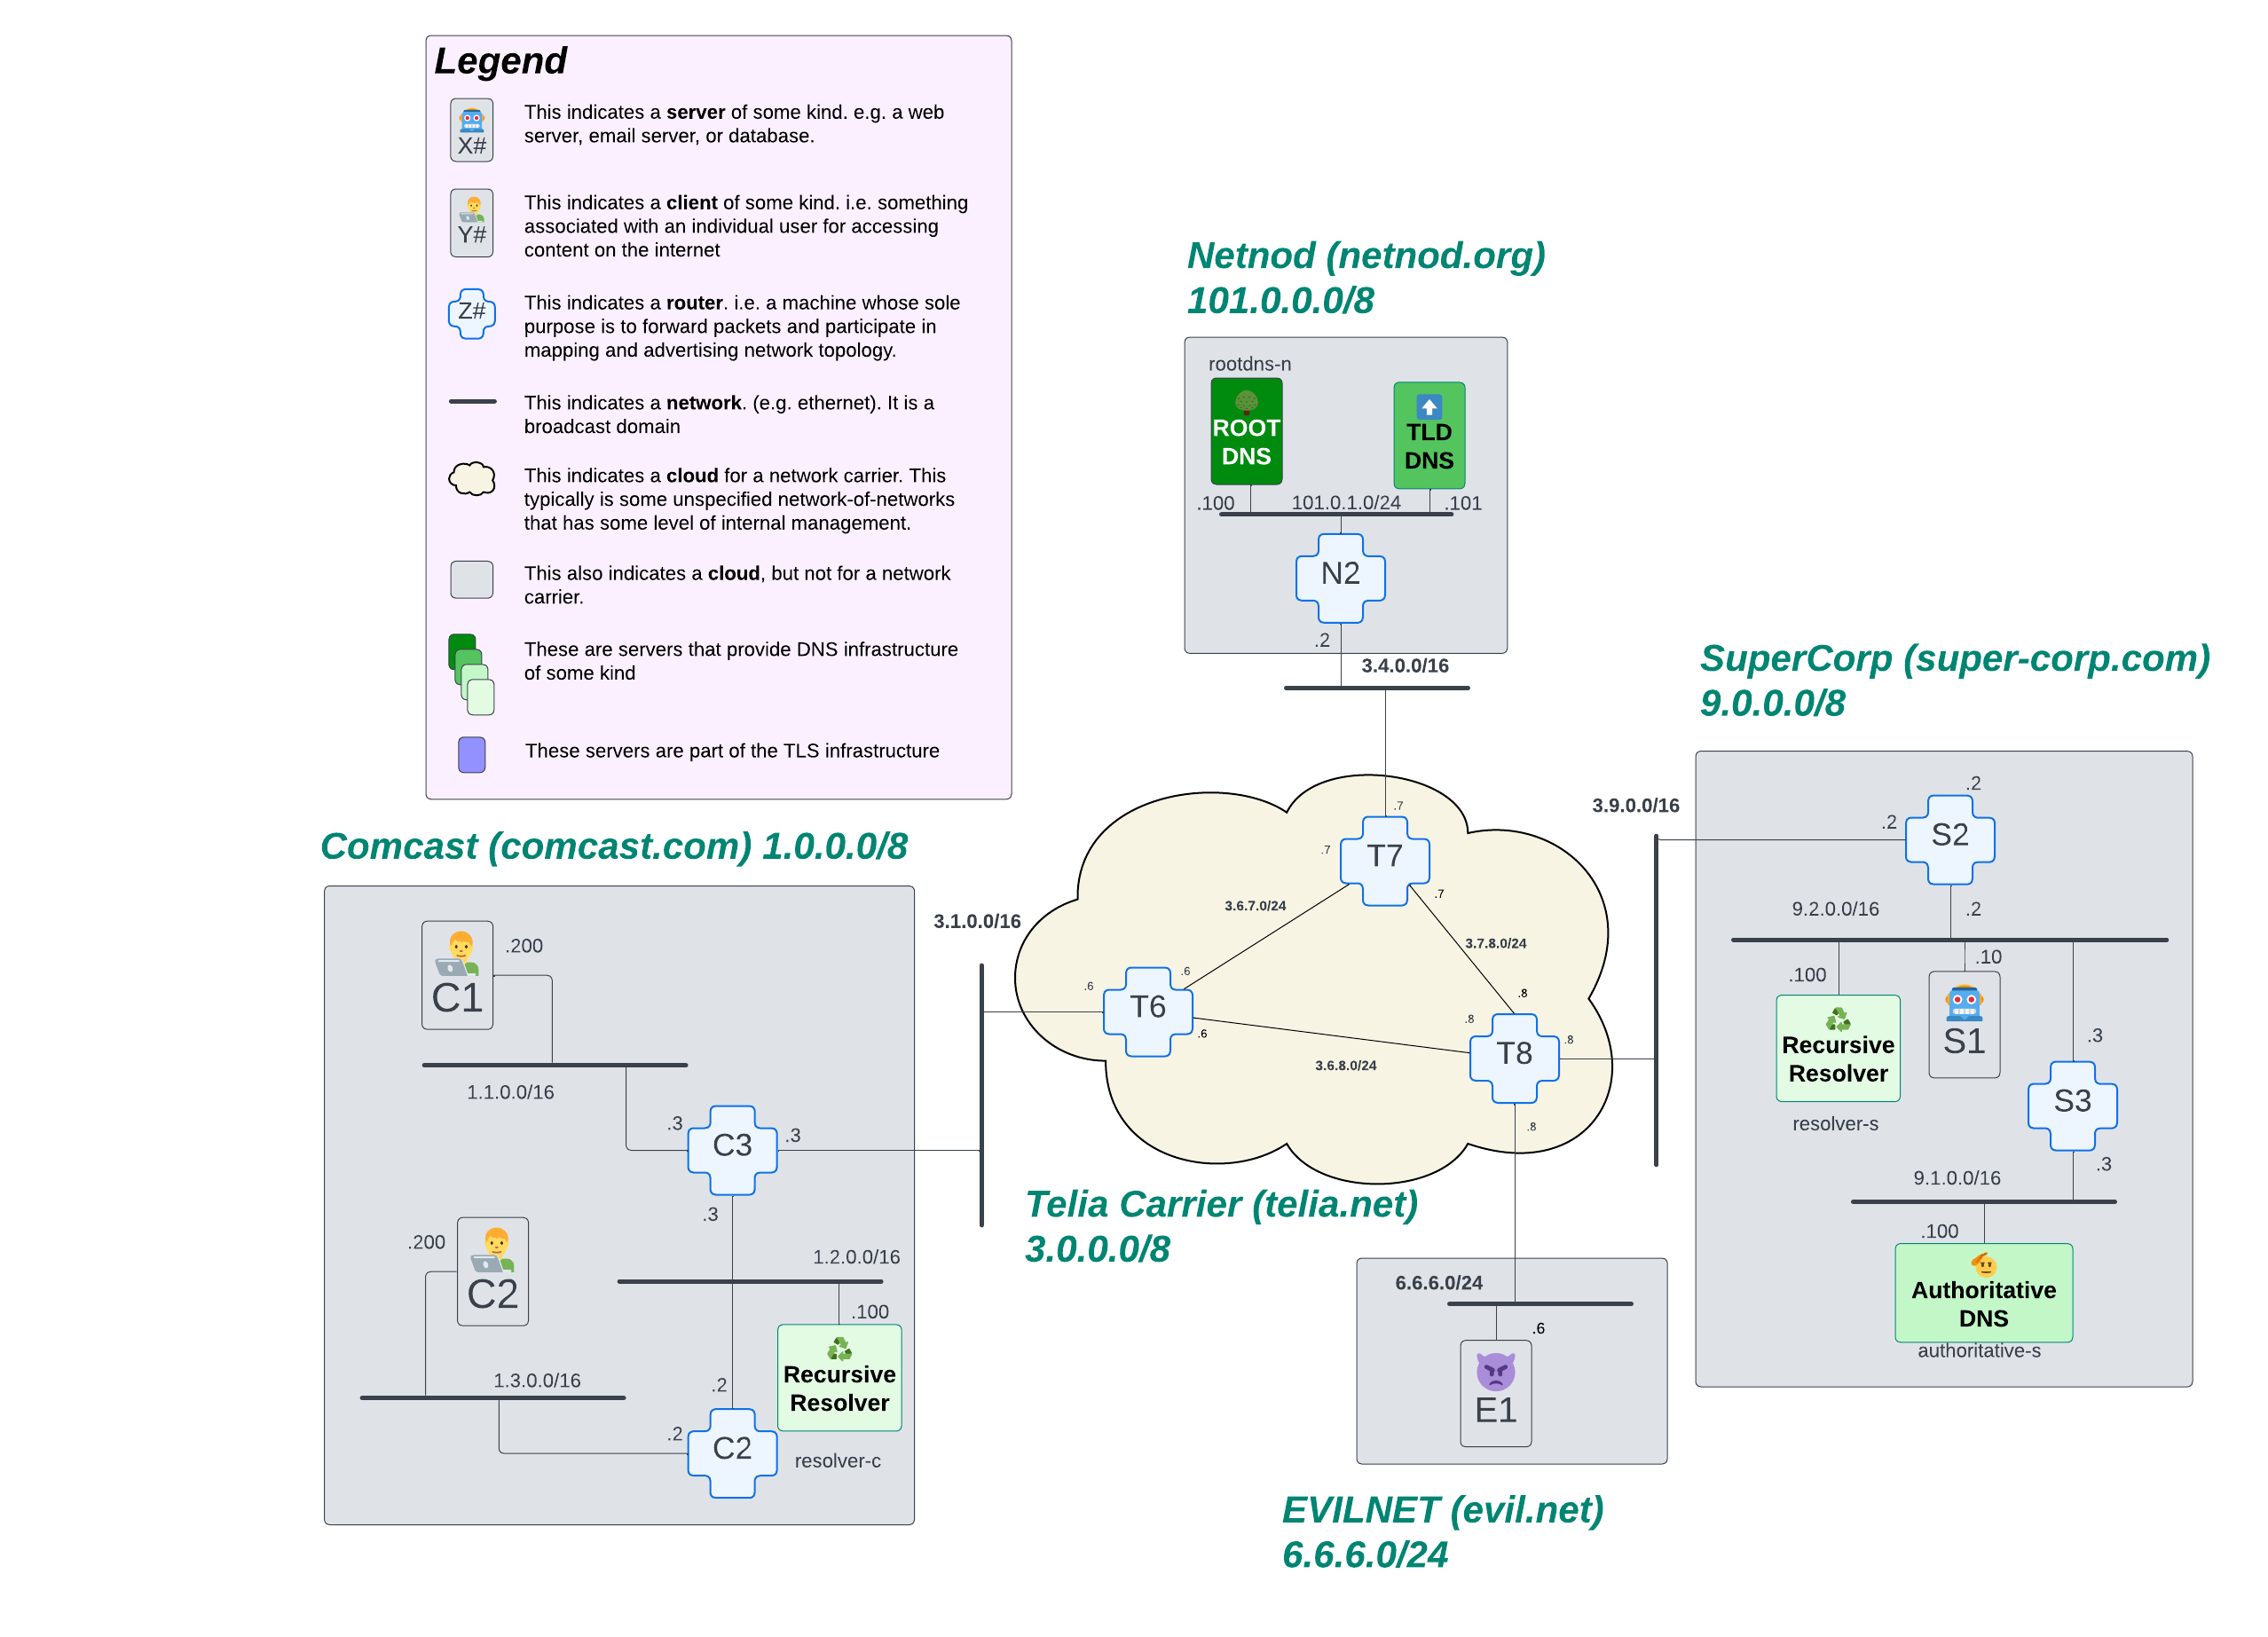 Legend
X#
This indicates a server of some kind. e.g. a web
server, email server, or database.
Y#
This indicates a client of some kind. i.e. something
associated with an individual user for accessing
content on the internet
Z#
This indicates a router. i.e. a machine whose sole
purpose is to forward packets and participate in
mapping and advertising network topology.
This indicates a network. (e.g. ethernet). It is a
broadcast domain
This indicates a cloud for a network carrier. This
typically is some unspecified network-of-networks
that has some level of internal management.
This also indicates a cloud, but not for a network
carrier.
These are servers that provide DNS infrastructure
of some kind
These servers are part of the TLS infrastructure
Netnod (netnod.org)
101.0.0.0/8
rootdns-n
ROOT
DNS
TLD
DNS
.100
101.0.1.0/24
.101
N2
.2
3.4.0.0/16
SuperCorp (super-corp.com)
9.0.0.0/8
3.9.0.0/16
.2
.2
S2
9.2.0.0/16
.2
.100
.10
Recursive
Resolver
resolver-s
S1
.3
S3
.3
9.1.0.0/16
.100
Authoritative
DNS
authoritative-s
Comcast (comcast.com) 1.0.0.0/8
C1
.200
1.1.0.0/16
.3
C3
.3
.3
.200
C2
1.2.0.0/16
.100
Recursive
Resolver
resolver-c
1.3.0.0/16
.2
.2
C2
3.1.0.0/16
.7
.7
T7
.7
3.6.7.0/24
3.7.8.0/24
.6
.6
T6
.6
3.6.8.0/24
.8
.8
T8
.8
.8
Telia Carrier (telia.net)
3.0.0.0/8
6.6.6.0/24
.6
E1
EVILNET (evil.net)
6.6.6.0/24